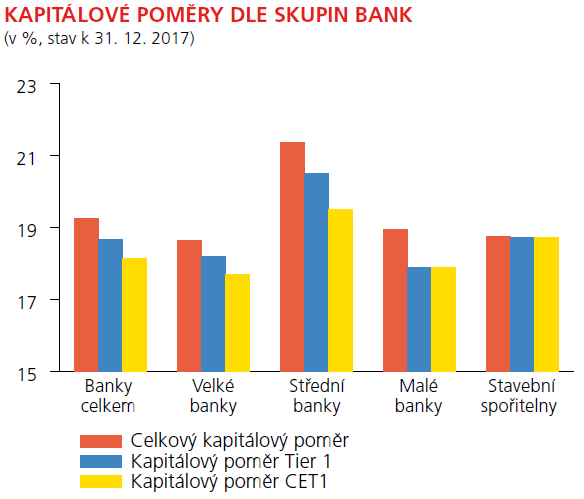 KAPITÁLOVÉ POMĚRY DLE SKUPIN BANK
(v %, stav k 31. 12. 2017)
23
21
19
17
15
Banky celkem
Velké banky
Střední banky
Malé banky
Stavební spořitelny
Celkový kapitálový poměr
Kapitálový poměr Tier 1
Kapitálový poměr CET1